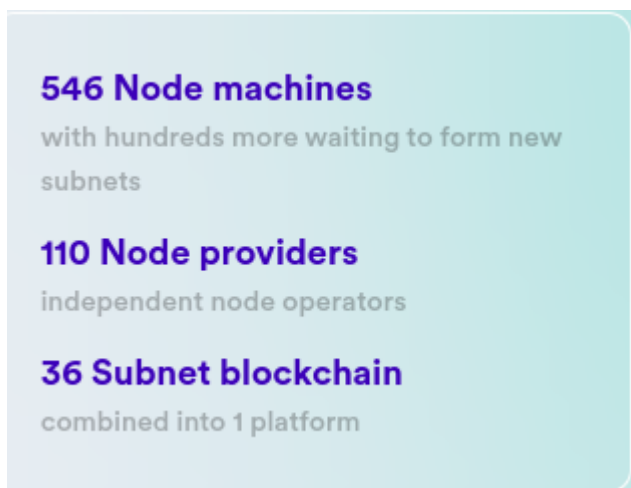 546 Node machines
with hundreds more waiting to form new
subnets
110 Node providers
independent node operators
36 Subnet blockchain
combined into 1 platform